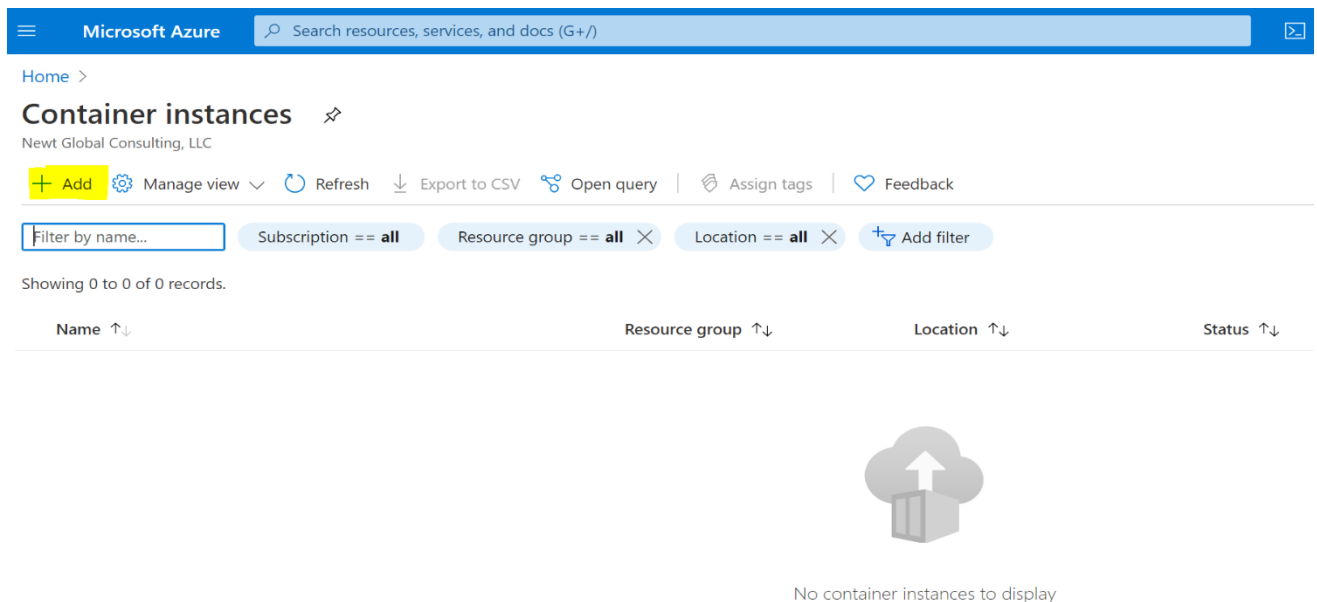 Microsoft Azure Search resources, services, and docs (G+/)
Home >
Container instances
Newt Global Consulting, LLC
+ Add Manage view Refresh Export to CSV Open query Assign tags Feedback
Filter by name... Subscription == all Resource group == all Location == all Add filter
Showing 0 to 0 of 0 records.
Name ↑↓ Resource group ↑↓ Location ↑↓ Status ↑↓
No container instances to display